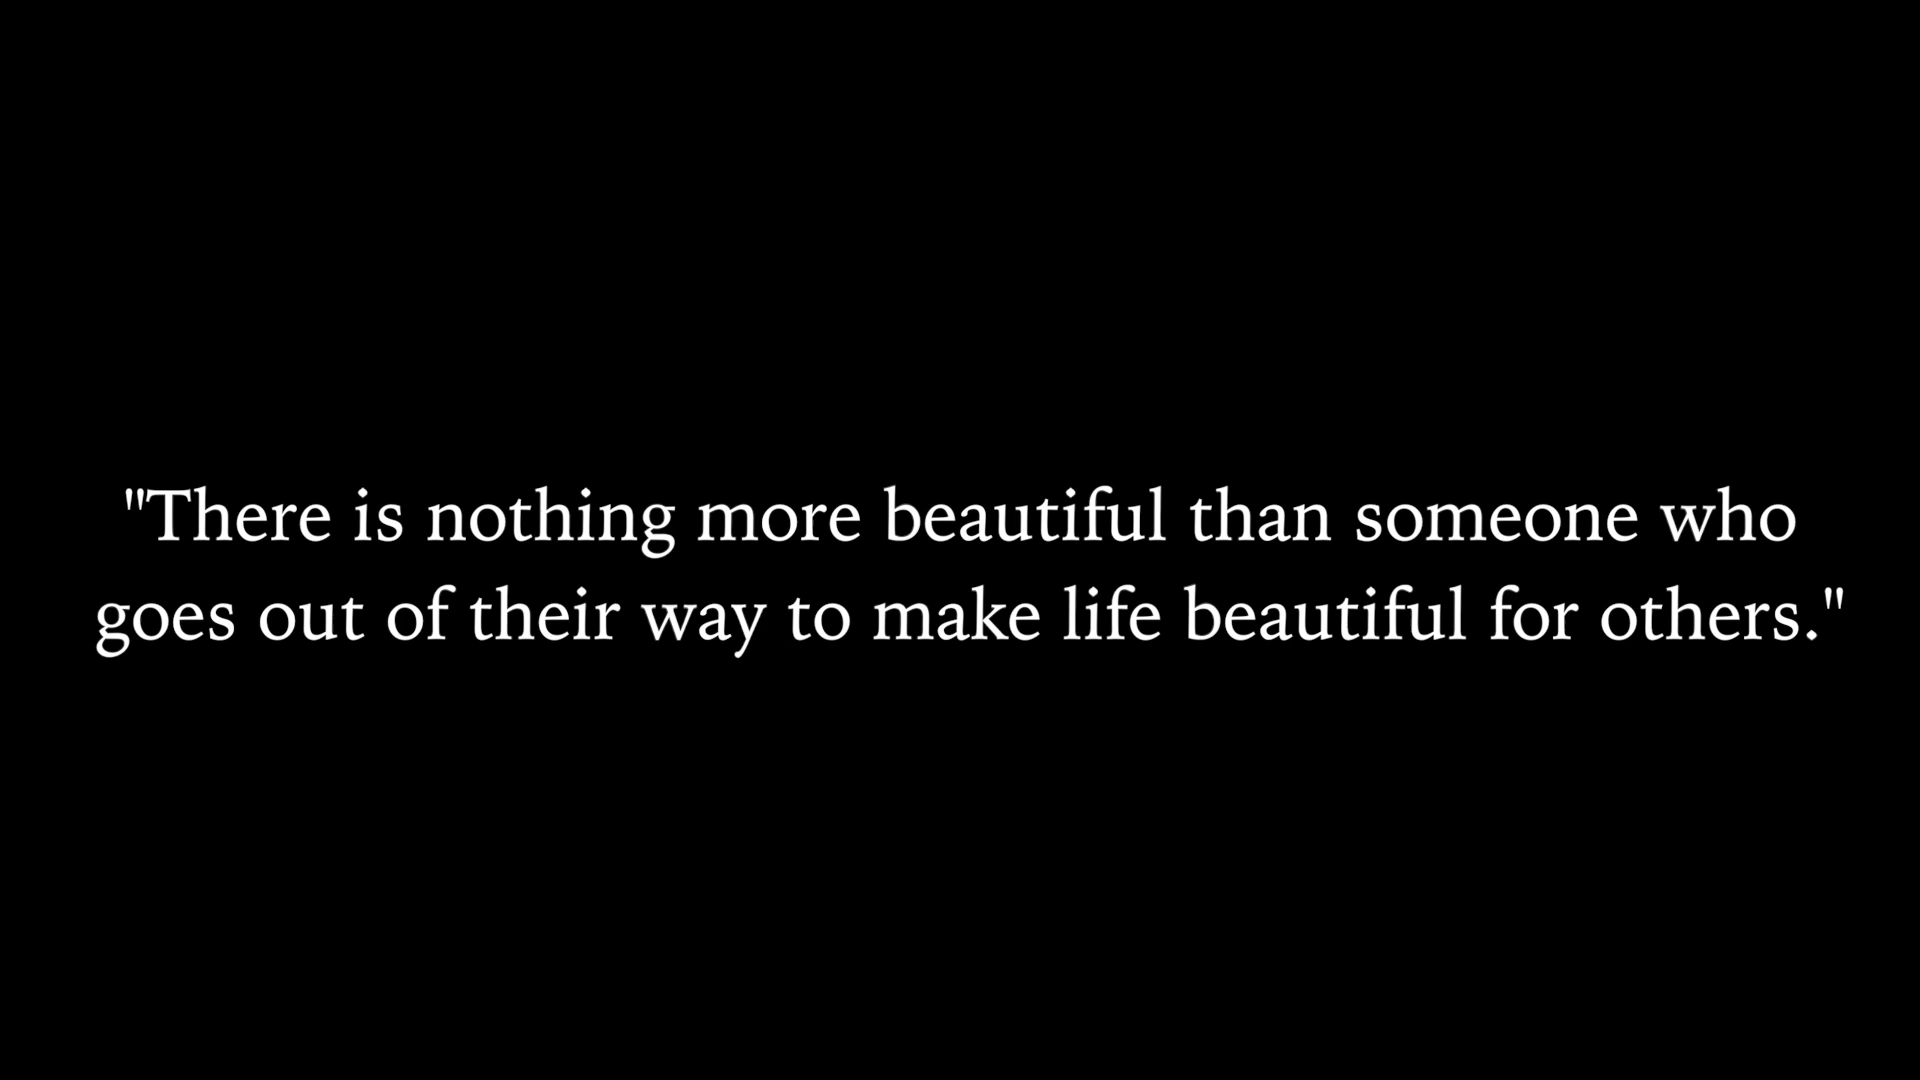 "There is nothing more beautiful than someone who
goes out of their way to make life beautiful for others."